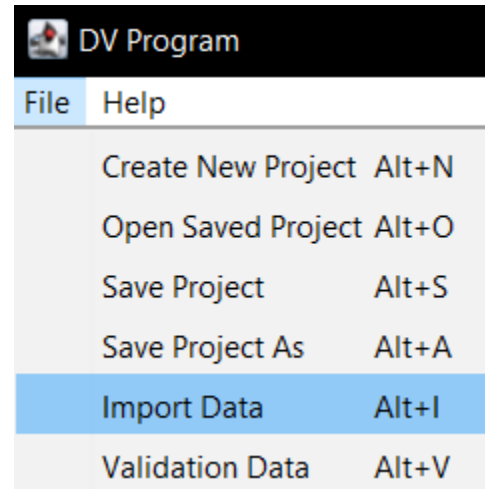 DV Program
File Help
Create New Project Alt+N
Open Saved Project Alt+O
Save Project Alt+S
Save Project As Alt+A
Import Data Alt+I
Validation Data Alt+V